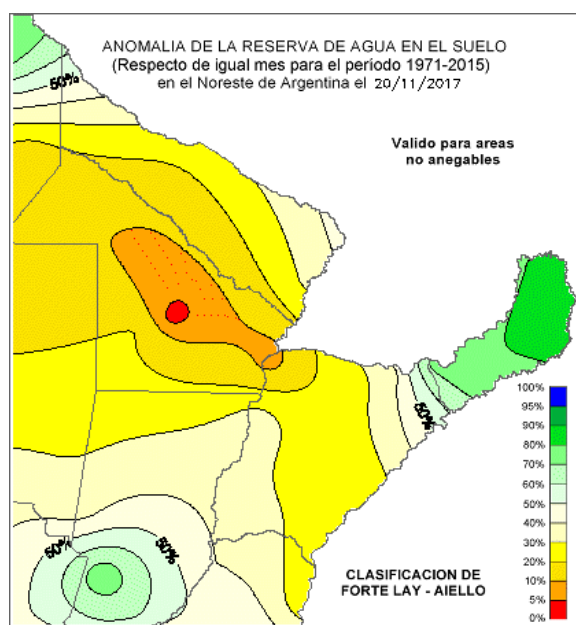 ANOMALIA DE LA RESERVA DE AGUA EN EL SUELO
(Respecto de igual mes para el período 1971-2015)
en el Noreste de Argentina el 20/11/2017
50%
Valido para areas
no anegables
50%
50%
50%
100%
95%
90%
80%
70%
60%
50%
40%
30%
20%
10%
5%
0%
CLASIFICACION DE
FORTE LAY - AIELLO